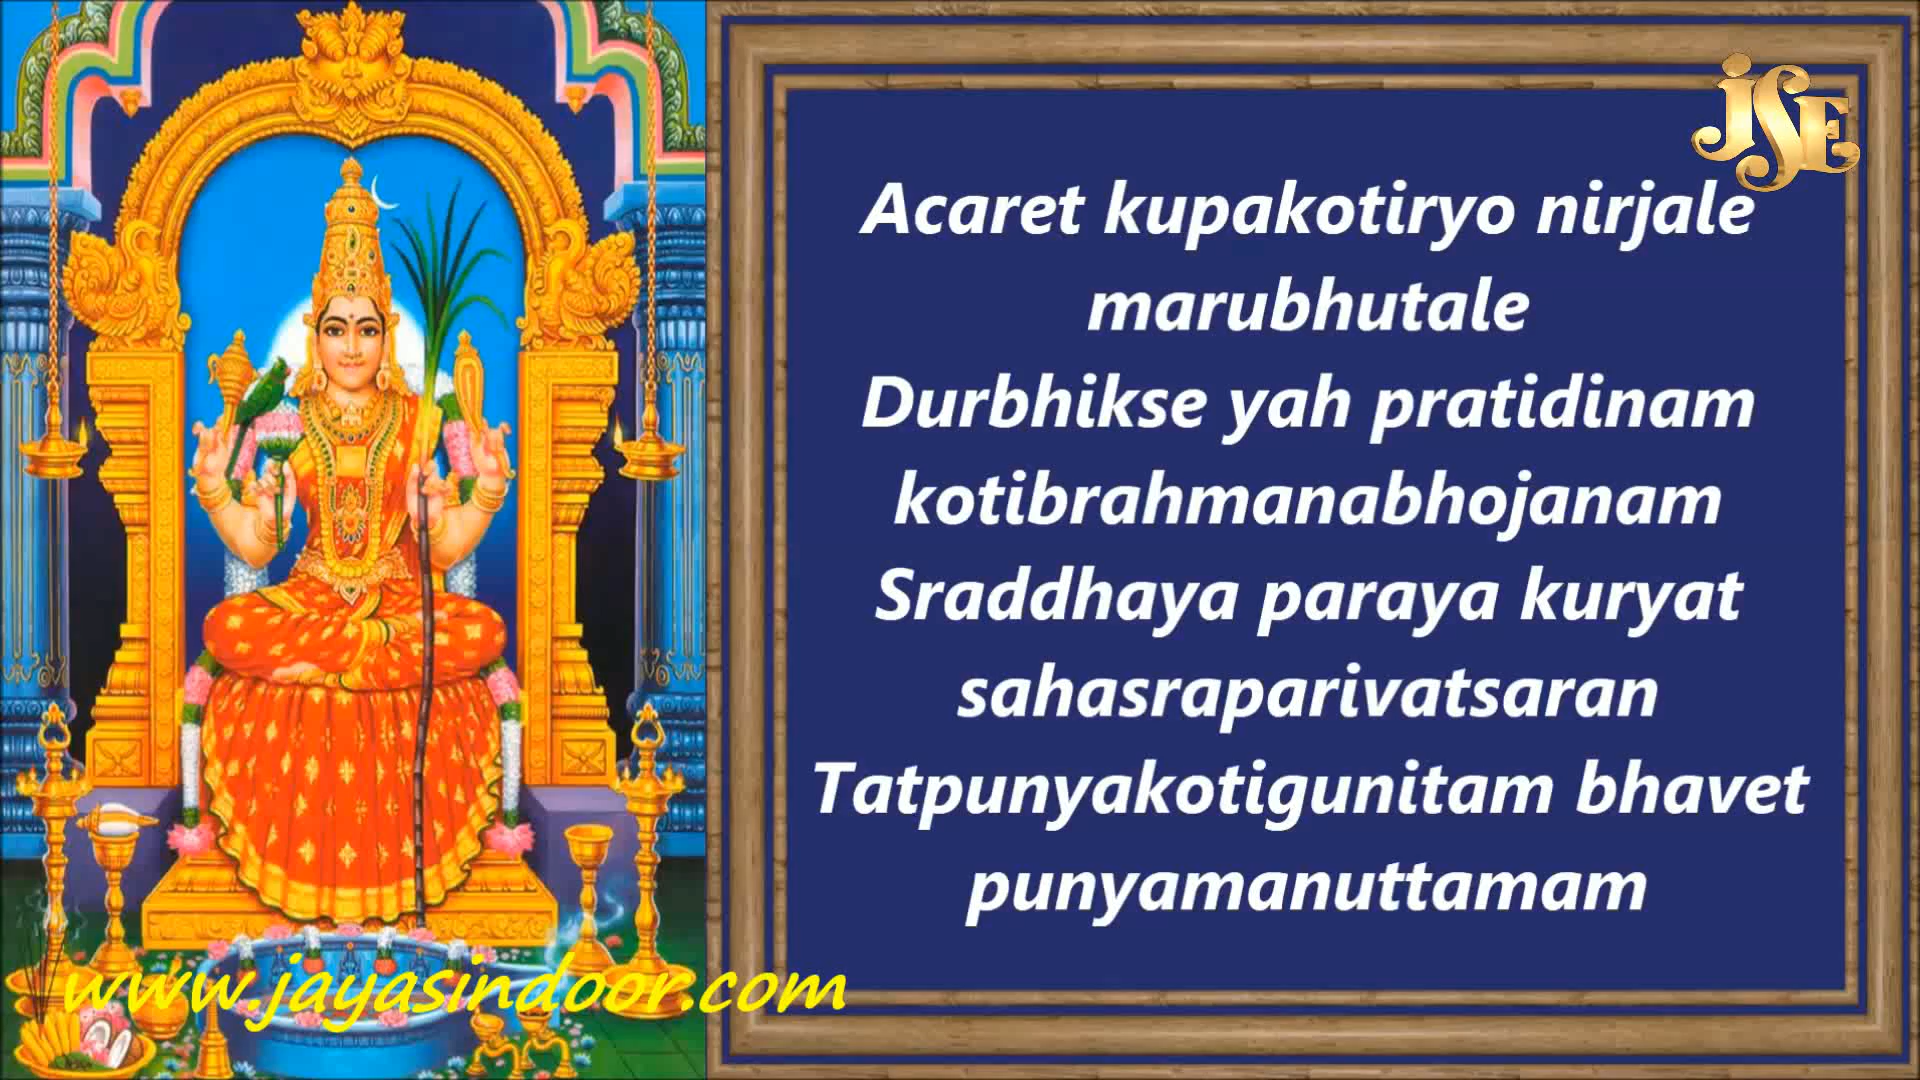 JSE
Acaret kupakotiryo nirjale
marubhutale
Durbhikse yah pratidinam
kotibrahmanabhojanam
Sraddhaya paraya kuryat
sahasraparivatsaran
Tatpunyakotigunitam bhavet
punyamanuttamam
www.jayasindoor.com